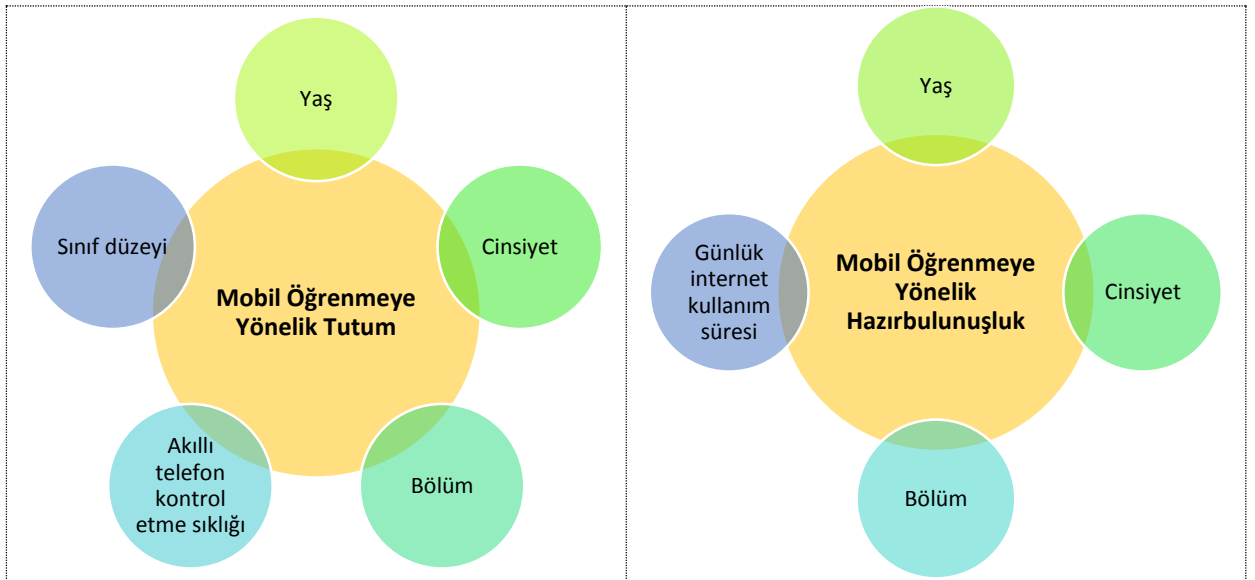 Yaş
Sınıf düzeyi
Cinsiyet
Mobil Öğrenmeye
Yönelik Tutum
Akıllı
telefon
kontrol
etme sıklığı
Bölüm
Yaş
Günlük
internet
kullanım
süresi
Mobil Öğrenmeye
Yönelik
Hazırbulunuşluk
Cinsiyet
Bölüm